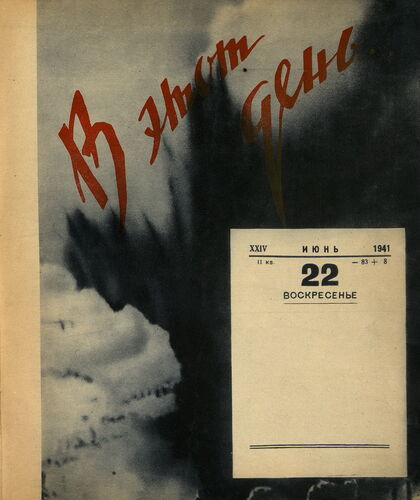 В этот
день...
XXIV ИЮНЬ 1941
II кв. — 83 + 8
22
ВОСКРЕСЕНЬЕ